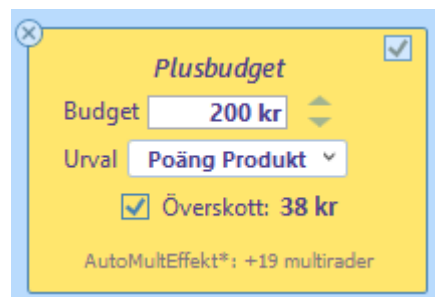 Plusbudget
Budget 200 kr
Urval Poäng Produkt
Överskott: 38 kr
AutoMultEffekt*: +19 multirader